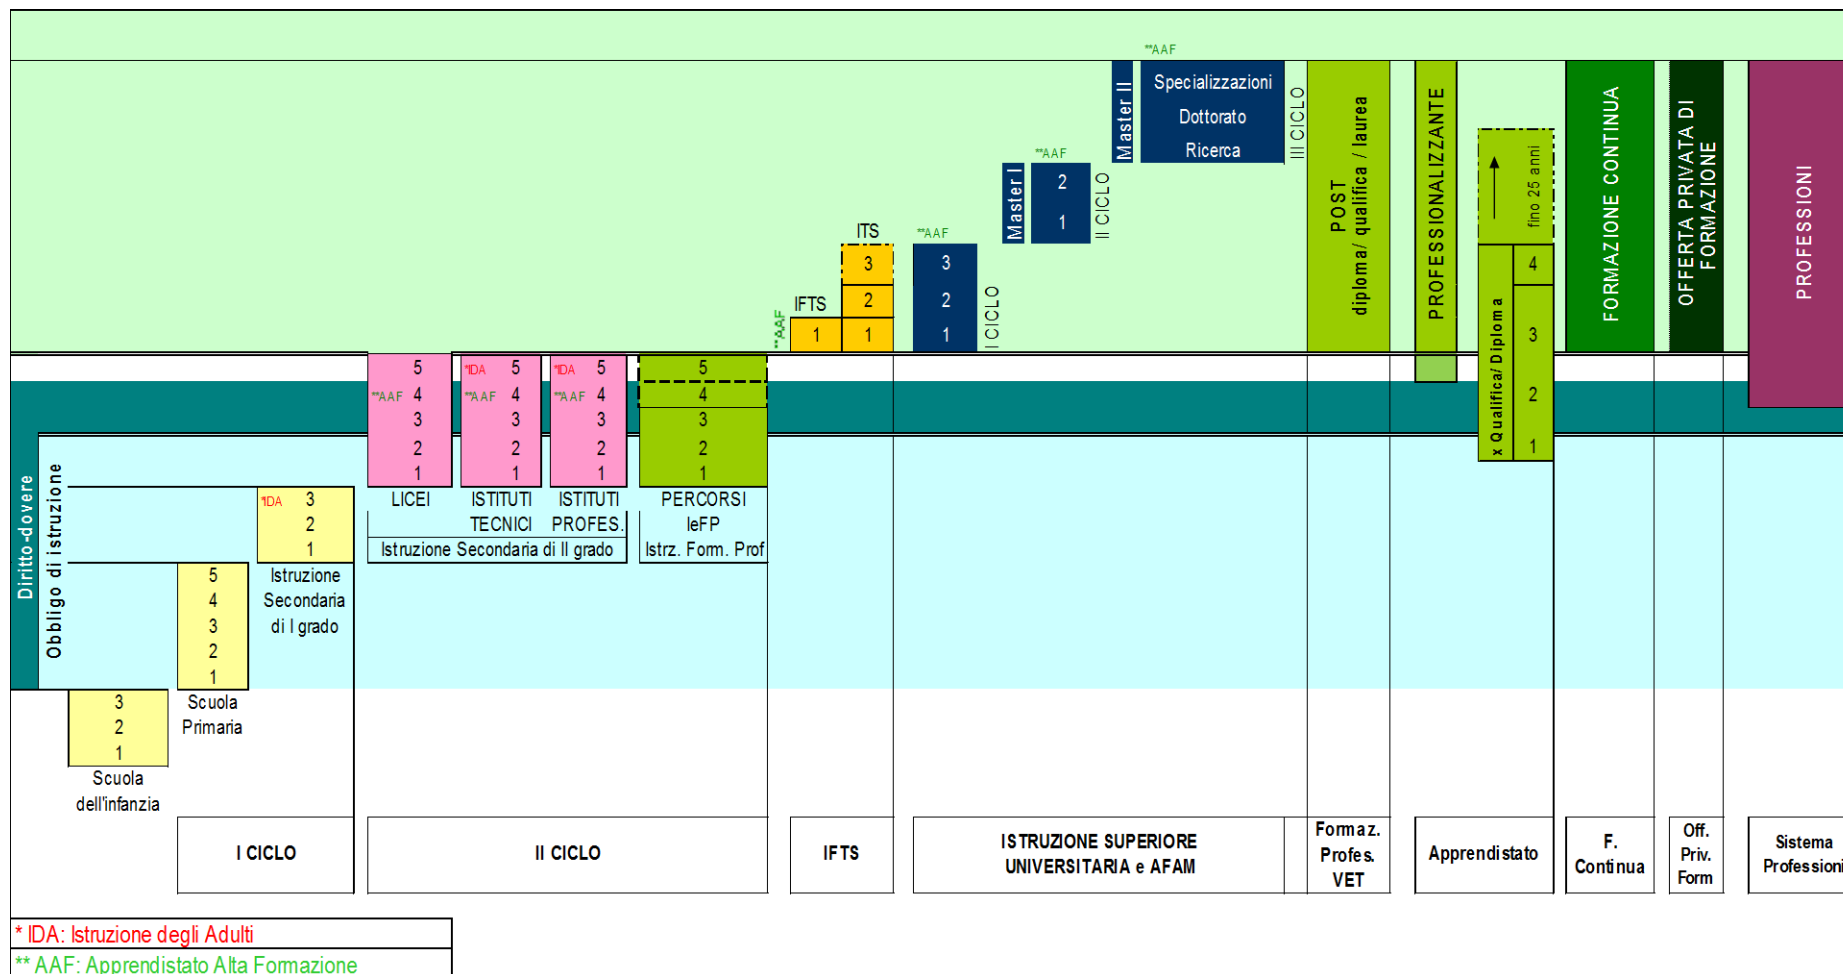 **AAF
Master II
Specializzazioni
Dottorato
Ricerca
III CICLO
**AAF
Master I
2
1
II CICLO
**AAF
3
2
1
I CICLO
ITS
3
2
1
IFTS
1
**AAF
POST
diploma/ qualifica / laurea
PROFESSIONALIZZANTE
fino 25 anni
x Qualifica/ Diploma
4
3
2
1
FORMAZIONE CONTINUA
OFFERTA PRIVATA DI
FORMAZIONE
PROFESSIONI
5
**AAF 4
3
2
1
LICEI
*IDA 5
**AAF 4
3
2
1
ISTITUTI
TECNICI
*IDA 5
**AAF 4
3
2
1
ISTITUTI
PROFES.
Istruzione Secondaria di II grado
5
4
3
2
1
PERCORSI
IeFP
Istrz. Form. Prof
Diritto-dovere
Obbligo di istruzione
*IDA 3
2
1
Istruzione
Secondaria
di I grado
5
4
3
2
1
Scuola
Primaria
3
2
1
Scuola
dell'infanzia
I CICLO
II CICLO
IFTS
ISTRUZIONE SUPERIORE
UNIVERSITARIA e AFAM
Formaz.
Profes.
VET
Apprendistato
F.
Continua
Off.
Priv.
Form
Sistema
Professioni
* IDA: Istruzione degli Adulti
** AAF: Apprendistato Alta Formazione